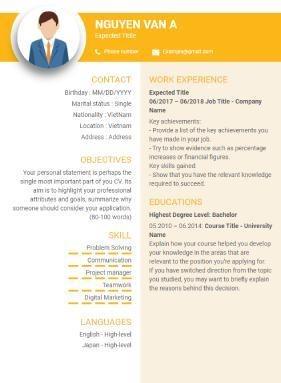 NGUYEN VAN A
Expected Title
Phone number
Example@gmail.com
CONTACT
Birthday : MM/DD/YYYY
Marital status : Single
Nationality : VietNam
Location : Vietnam
Address : Address
OBJECTIVES
Your personal statement is perhaps the
single most important part of you CV. Its
aim is to highlight your professional
attributes and goals, summarize why
someone should consider your application.
(80-100 words)
SKILL
Problem Solving
Communication
Project manager
Teamwork
Digital Marketing
LANGUAGES
English - High-level
Japan - High-level
WORK EXPERIENCE
Expected Title
06/2017 – 06/2018 Job Title - Company
Name
Key achievements:
- Provide a list of the key achievements you
have made in your job.
- Try to show evidence such as percentage
increases or financial figures.
Key skills gained:
- Show that you have the relevant knowledge
required to succeed.
EDUCATIONS
Highest Degree Level: Bachelor
05.2010 – 06.2014: Course Title - University
Name
Explain how your course helped you develop
your knowledge in the areas that are
relevant to the position you're applying for.
If you have switched direction from the topic
you studied, you may want to briefly explain
the reasons behind this decision.